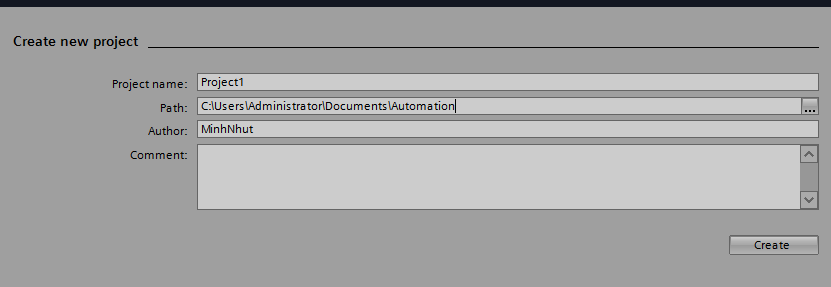 Create new project
Project name: Project1
Path: C:\Users\Administrator\Documents\Automation
...
Author: MinhNhut
Comment:
Create